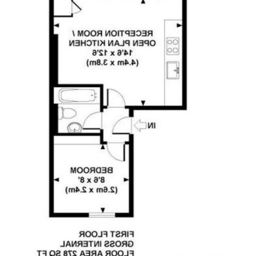 RECEPTION ROOM /
OPEN PLAN KITCHEN
14'6 x 12'6
(4.4m x 3.8m)
IN
BEDROOM
8'6 x 8'
(2.6m x 2.4m)
FIRST FLOOR
GROSS INTERNAL
FLOOR AREA 278 SQ FT